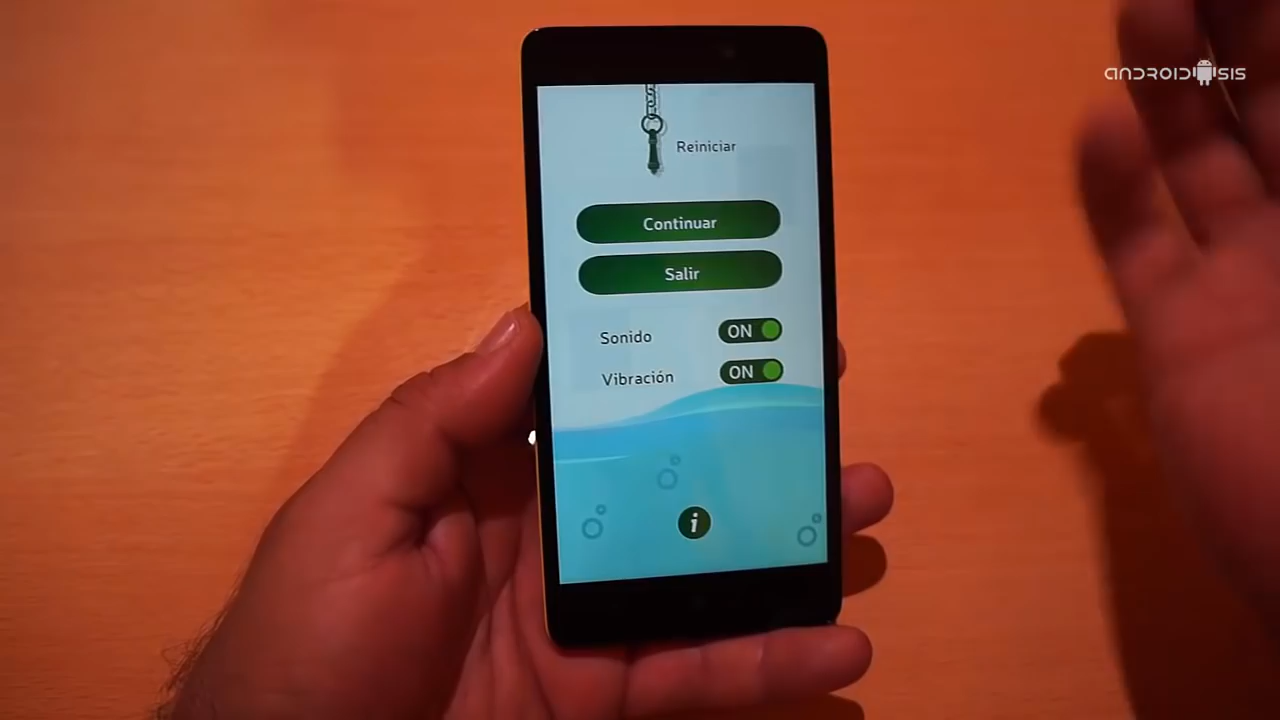 ANDROIDSIS
Reiniciar
Continuar
Salir
Sonido ON
Vibración ON
i